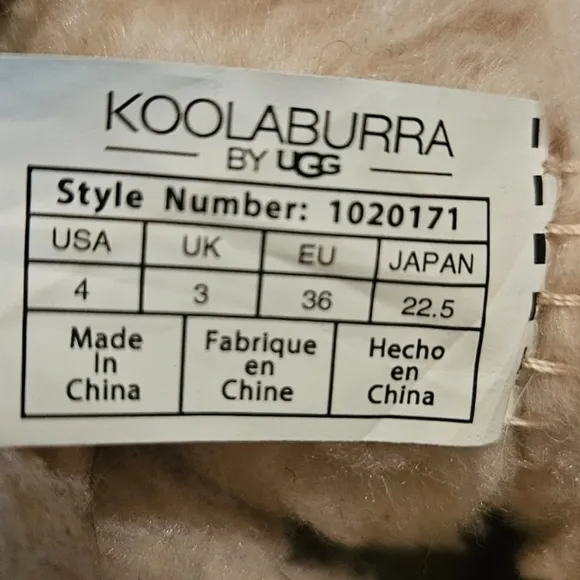 KOOLABURRA
BY UGG
Style Number: 1020171
USA UK EU JAPAN
4 3 36 22.5
Made Fabrique Hecho
In en en
China Chine China